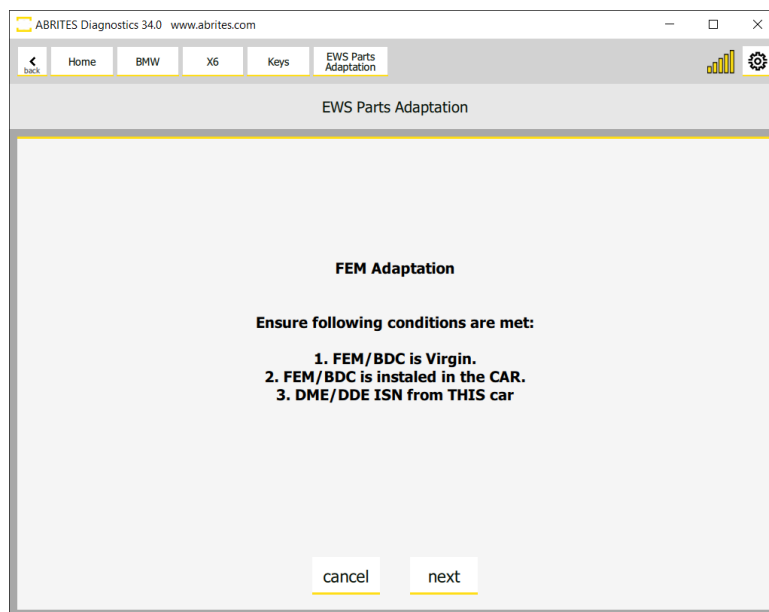 ABRITES Diagnostics 34.0 www.abrites.com
back
Home
BMW
X6
Keys
EWS Parts
Adaptation
EWS Parts Adaptation
FEM Adaptation
Ensure following conditions are met:
1. FEM/BDC is Virgin.
2. FEM/BDC is instaled in the CAR.
3. DME/DDE ISN from THIS car
cancel
next